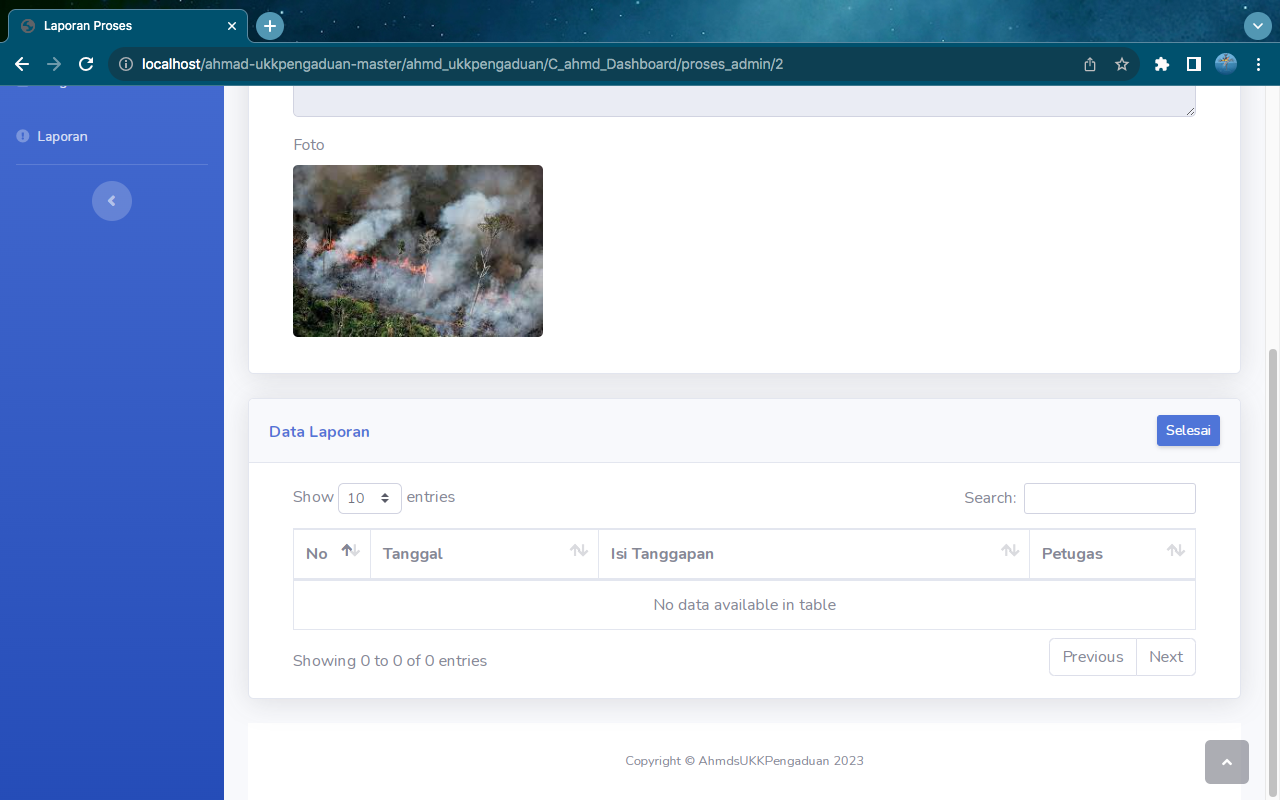 Laporan Proses
localhost/ahmad-ukkpengaduan-master/ahmd_ukkpengaduan/C_ahmd_Dashboard/proses_admin/2
Laporan
Foto
Data Laporan
Selesai
Show 10 entries
Search:
No Tanggal Isi Tanggapan Petugas
No data available in table
Showing 0 to 0 of 0 entries
Previous Next
Copyright © AhmdsUKKPengaduan 2023